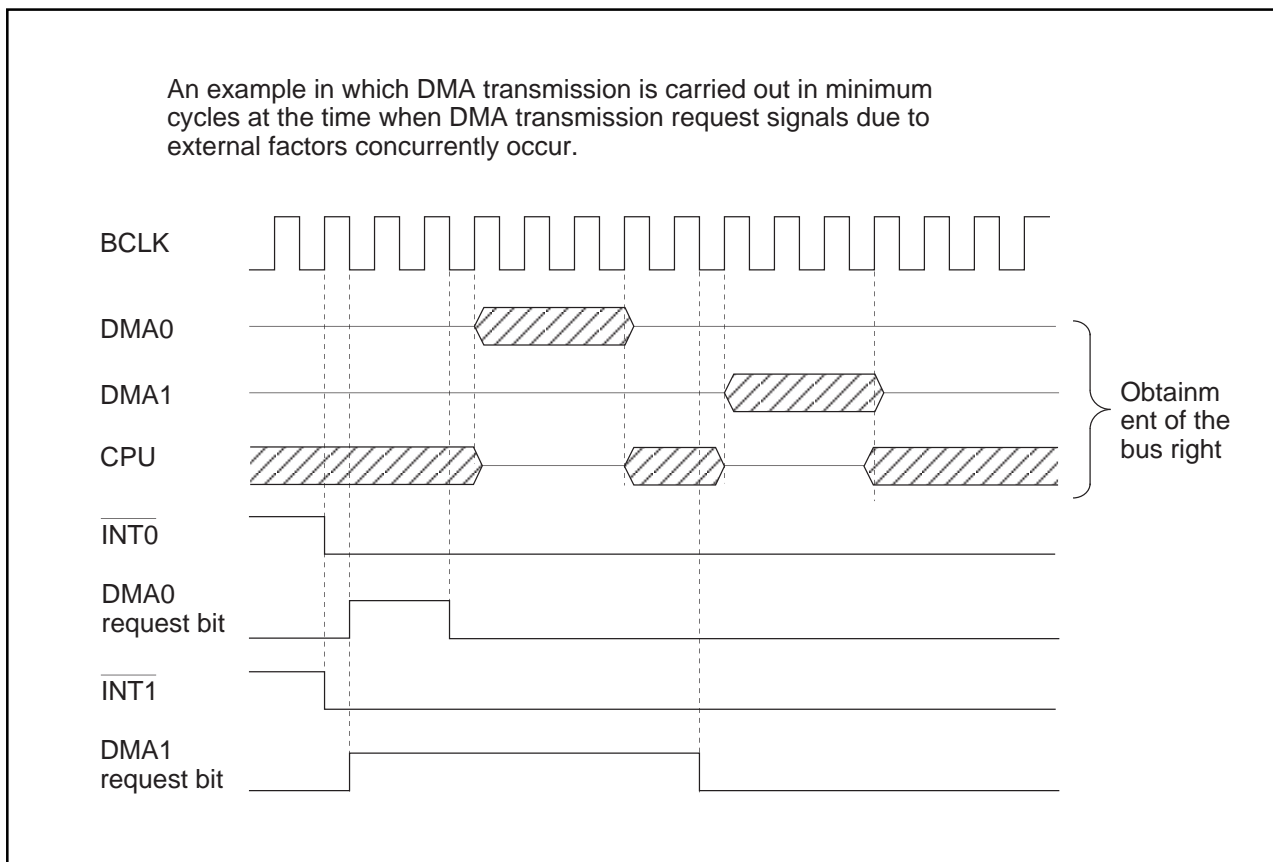 An example in which DMA transmission is carried out in minimum
cycles at the time when DMA transmission request signals due to
external factors concurrently occur.
BCLK
DMA0
DMA1
CPU
Obtainm
ent of the
bus right
INT0
DMA0
request bit
INT1
DMA1
request bit